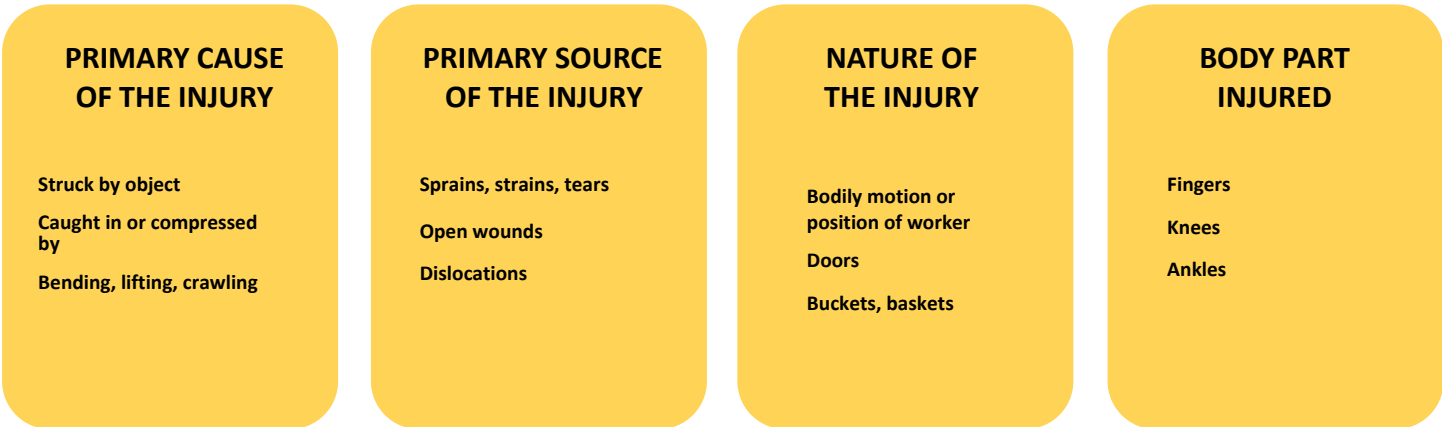 PRIMARY CAUSE
OF THE INJURY
Struck by object
Caught in or compressed
by
Bending, lifting, crawling
PRIMARY SOURCE
OF THE INJURY
Sprains, strains, tears
Open wounds
Dislocations
NATURE OF
THE INJURY
Bodily motion or
position of worker
Doors
Buckets, baskets
BODY PART
INJURED
Fingers
Knees
Ankles